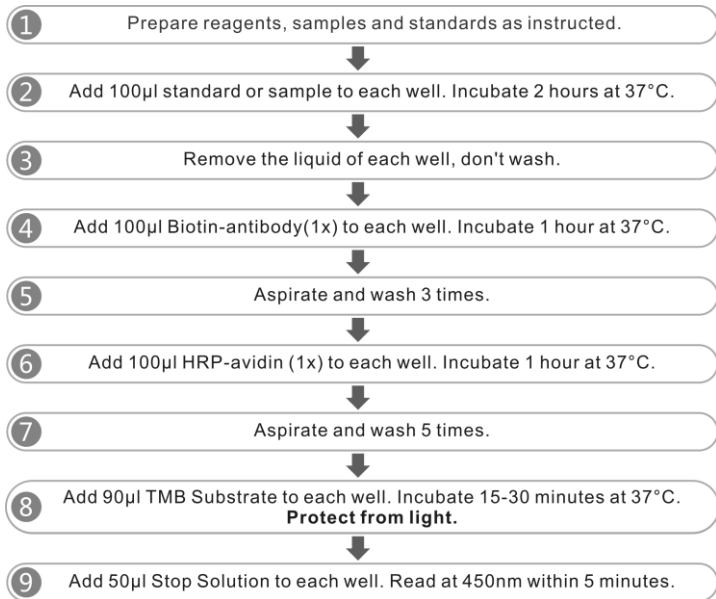 1 Prepare reagents, samples and standards as instructed.
2 Add 100μl standard or sample to each well. Incubate 2 hours at 37°C.
3 Remove the liquid of each well, don't wash.
4 Add 100μl Biotin-antibody(1x) to each well. Incubate 1 hour at 37°C.
5 Aspirate and wash 3 times.
6 Add 100μl HRP-avidin (1x) to each well. Incubate 1 hour at 37°C.
7 Aspirate and wash 5 times.
8 Add 90μl TMB Substrate to each well. Incubate 15-30 minutes at 37°C.
Protect from light.
9 Add 50μl Stop Solution to each well. Read at 450nm within 5 minutes.